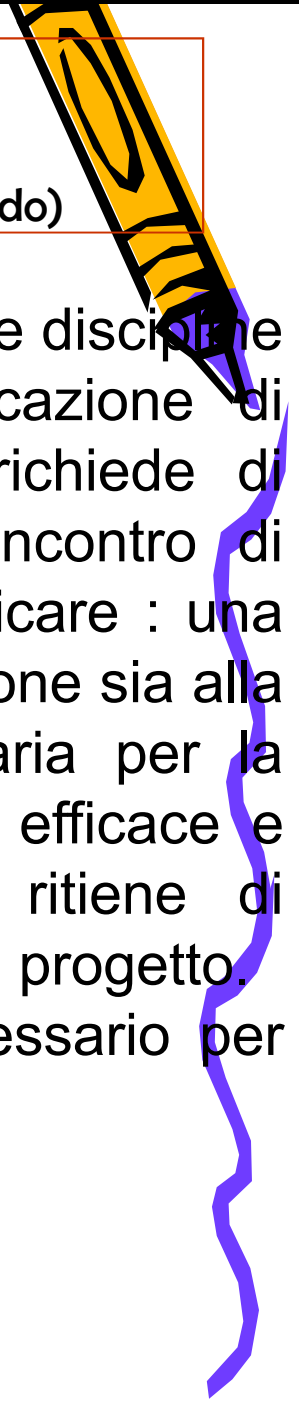 do)
e discipline
cazione di
richiede di
ncontro di
icare : una
one sia alla
aria per la
efficace e
ritiene di
progetto.
essario per